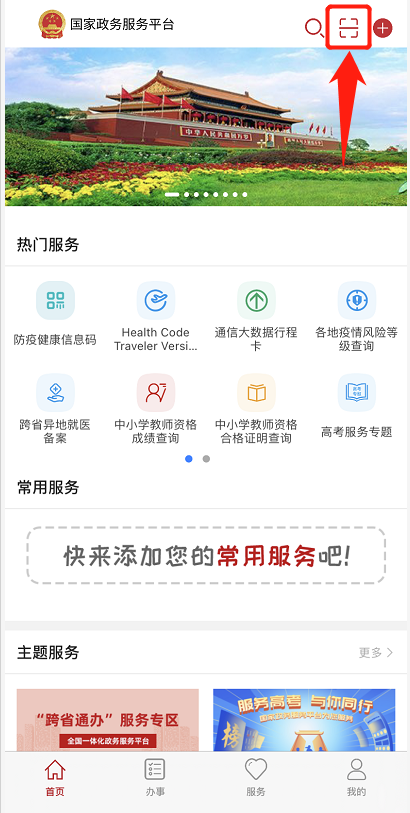 国家政务服务平台
中华人民共和国万岁
热门服务
防疫健康信息码
Health Code
Traveler Versi...
通信大数据行程
卡
各地疫情风险等
级查询
跨省异地就医
备案
中小学教师资格
成绩查询
中小学教师资格
合格证明查询
高考服务专题
常用服务
快来添加您的常用服务吧!
主题服务
更多
“跨省通办”服务专区
全国一体化政务服务平台
服务高考 与你同行
榜
首页
办事
服务
我的